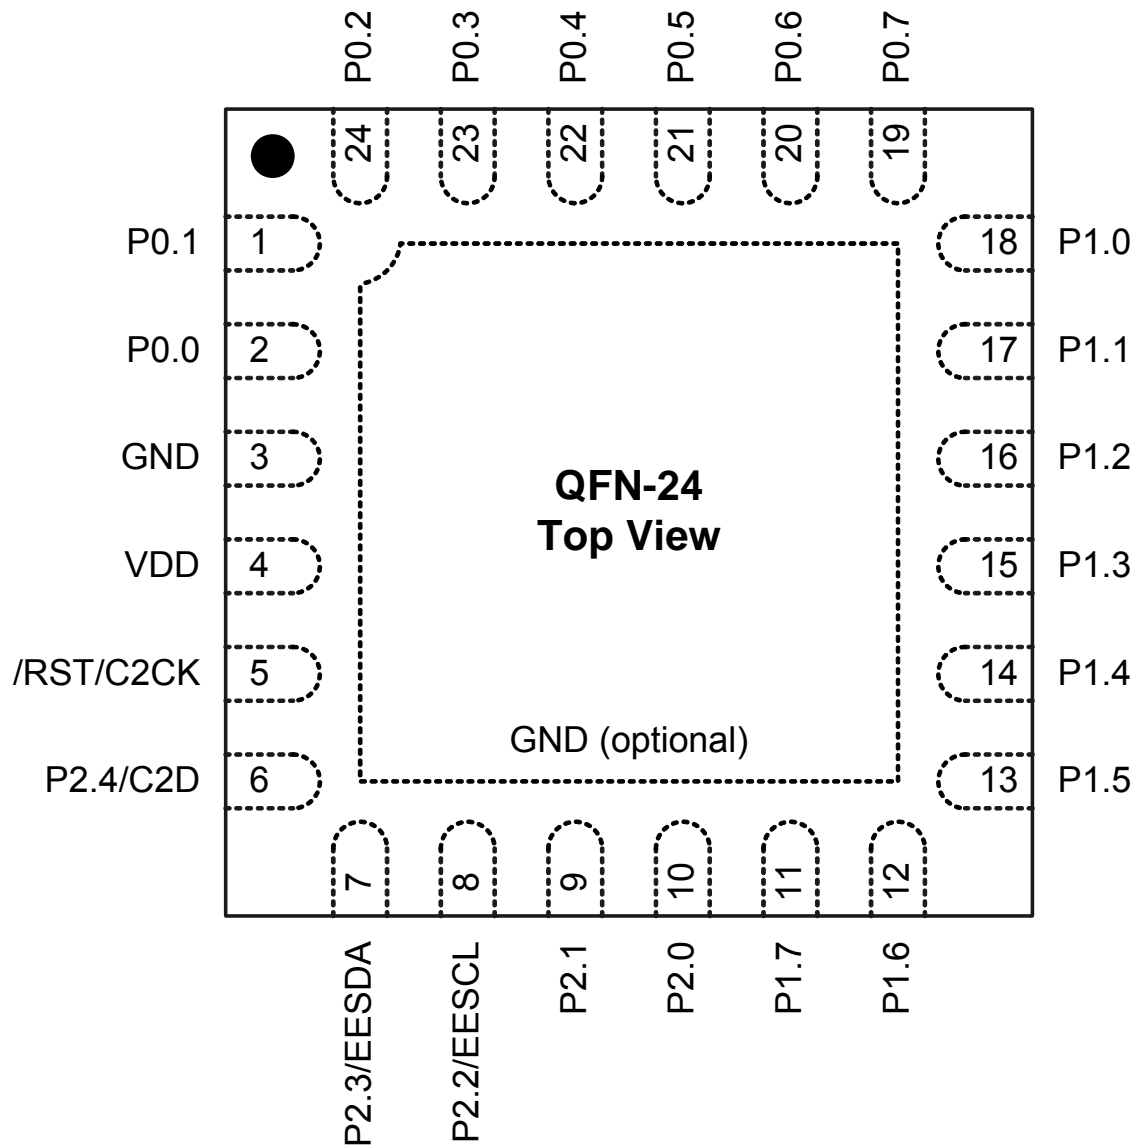 P0.2 P0.3 P0.4 P0.5 P0.6 P0.7
24 23 22 21 20 19
P0.1 1 18 P1.0
P0.0 2 17 P1.1
GND 3 16 P1.2
QFN-24
Top View
VDD 4 15 P1.3
/RST/C2CK 5 14 P1.4
GND (optional)
P2.4/C2D 6 13 P1.5
7 8 9 10 11 12
P2.3/EESDA P2.2/EESCL P2.1 P2.0 P1.7 P1.6